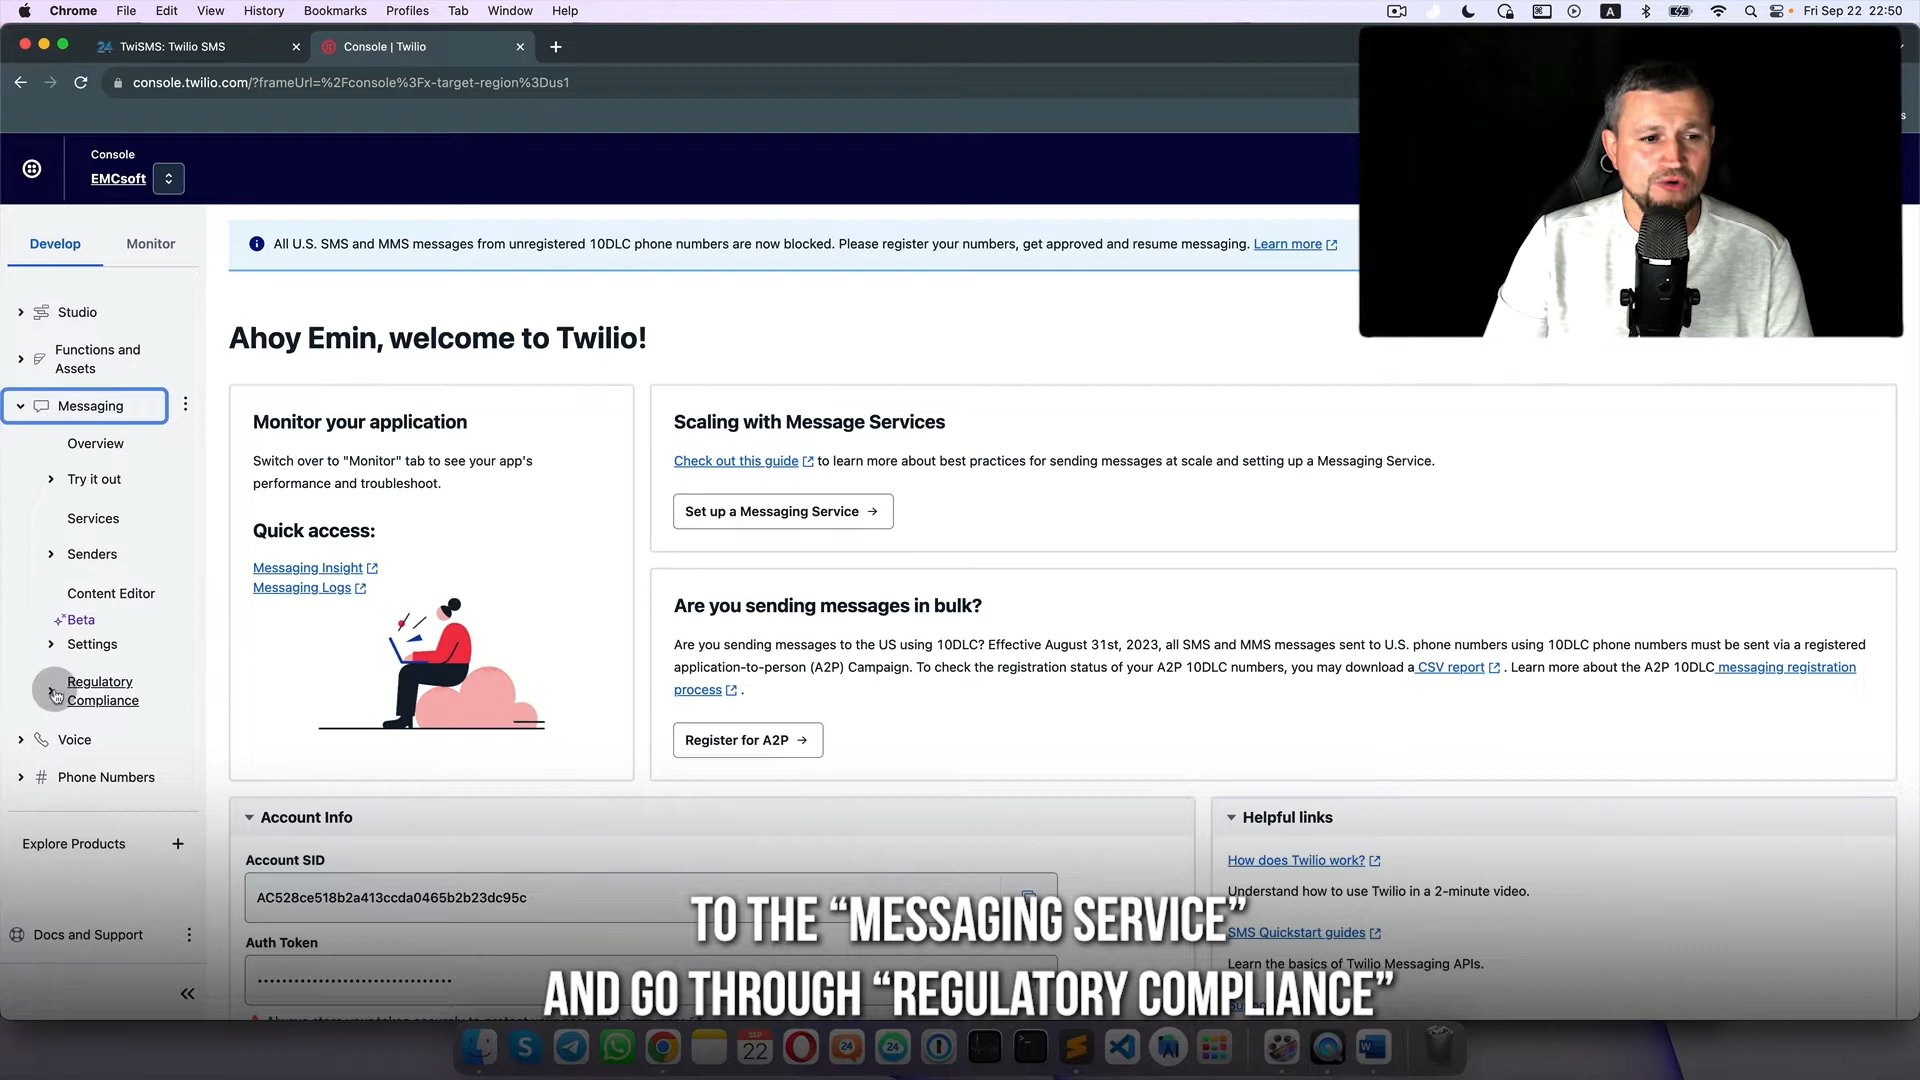 Chrome File Edit View History Bookmarks Profiles Tab Window Help
A
Fri Sep 22 22:50
24 TwiSMS: Twilio SMS
Console | Twilio
console.twilio.com/?frameUrl=%2Fconsole%3Fx-target-region%3Dus1
s
Console
EMCsoft
Develop
Monitor
All U.S. SMS and MMS messages from unregistered 10DLC phone numbers are now blocked. Please register your numbers, get approved and resume messaging. Learn more
Studio
Functions and
Assets
Messaging
Overview
Try it out
Services
Senders
Content Editor
Beta
Settings
Regulatory
Compliance
Voice
# Phone Numbers
Explore Products +
Docs and Support
Ahoy Emin, welcome to Twilio!
Monitor your application
Switch over to "Monitor" tab to see your app's
performance and troubleshoot.
Quick access:
Messaging Insight
Messaging Logs
Scaling with Message Services
Check out this guide to learn more about best practices for sending messages at scale and setting up a Messaging Service.
Set up a Messaging Service →
Are you sending messages in bulk?
Are you sending messages to the US using 10DLC? Effective August 31st, 2023, all SMS and MMS messages sent to U.S. phone numbers using 10DLC phone numbers must be sent via a registered
application-to-person (A2P) Campaign. To check the registration status of your A2P 10DLC numbers, you may download a CSV report . Learn more about the A2P 10DLC messaging registration
process .
Register for A2P →
Account Info
Account SID
AC528ce518b2a413ccda0465b2b23dc95c
Auth Token
Helpful links
How does Twilio work?
Understand how to use Twilio in a 2-minute video.
SMS Quickstart guides
Learn the basics of Twilio Messaging APIs.
TO THE “MESSAGING SERVICE”
AND GO THROUGH “REGULATORY COMPLIANCE”
SEP
22
24
24